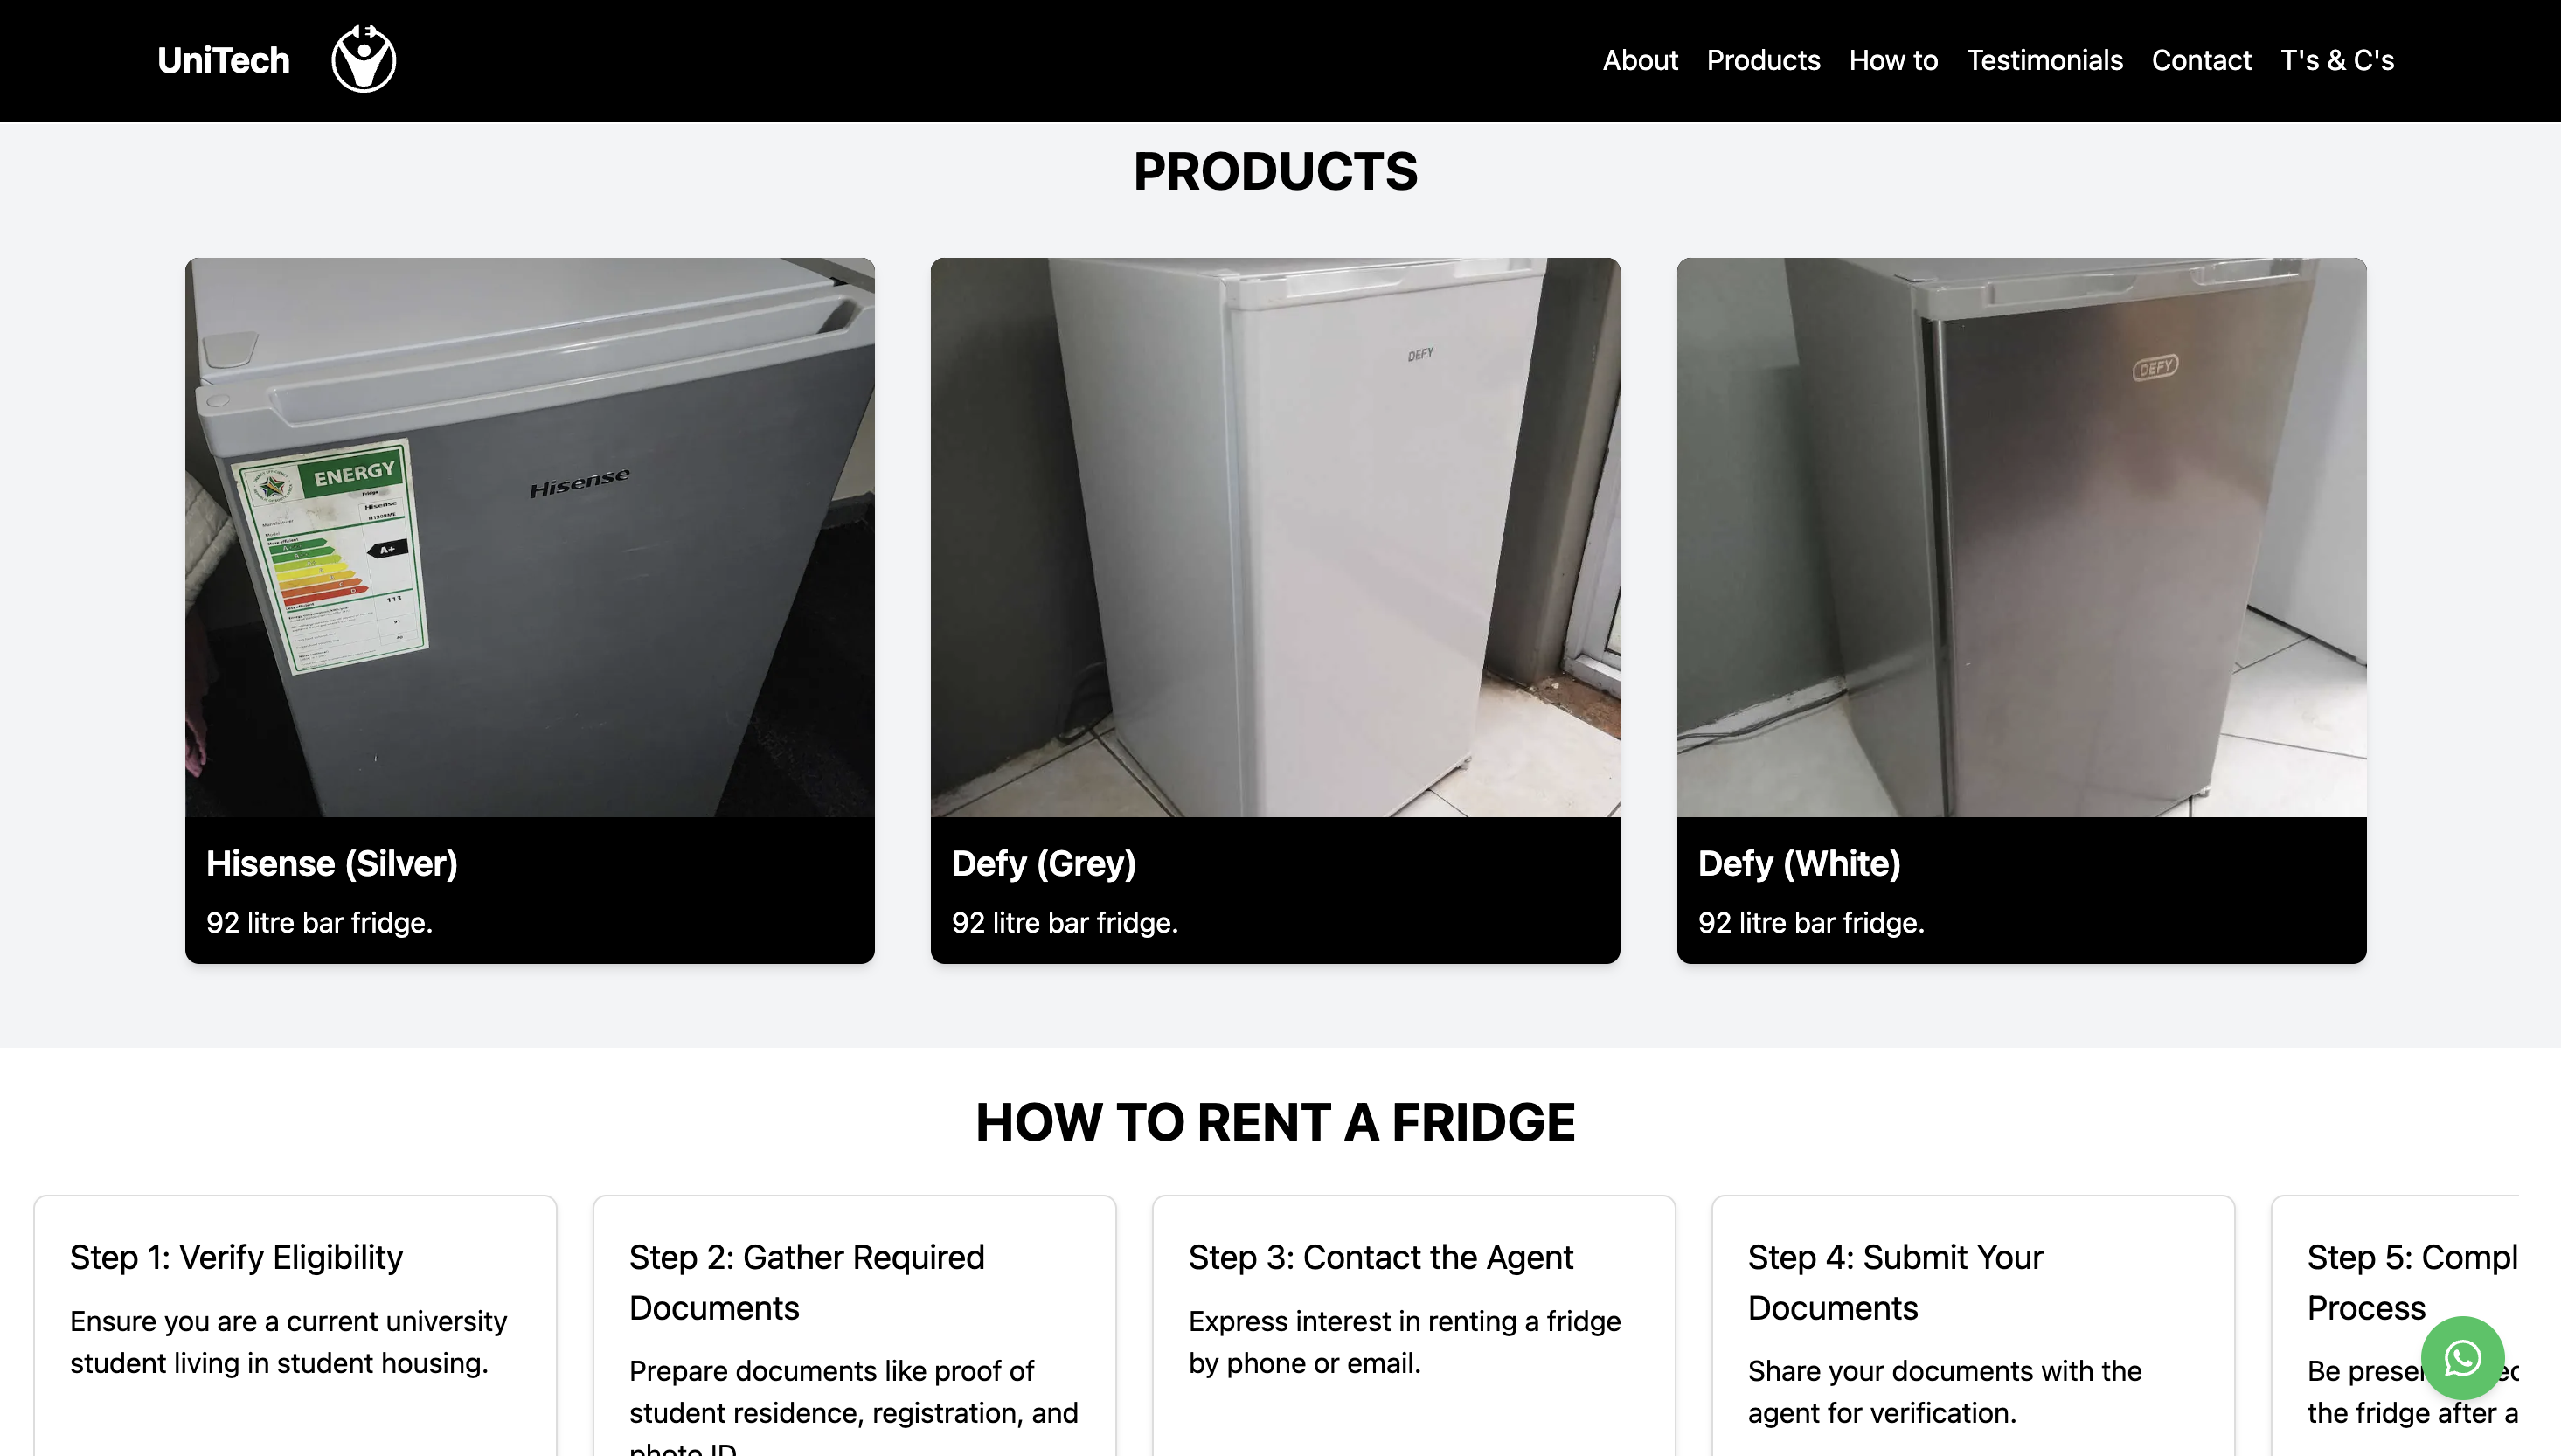 UniTech
About Products How to Testimonials Contact T's & C's
PRODUCTS
ENERGY
Fridge
Hisense
A+
113
Hisense
DEFY
DEFY
Hisense (Silver)
92 litre bar fridge.
Defy (Grey)
92 litre bar fridge.
Defy (White)
92 litre bar fridge.
HOW TO RENT A FRIDGE
Step 1: Verify Eligibility
Ensure you are a current university
student living in student housing.
Step 2: Gather Required
Documents
Prepare documents like proof of
student residence, registration, and
photo ID
Step 3: Contact the Agent
Express interest in renting a fridge
by phone or email.
Step 4: Submit Your
Documents
Share your documents with the
agent for verification.
Step 5: Compl
Process
Be
the fridge after a